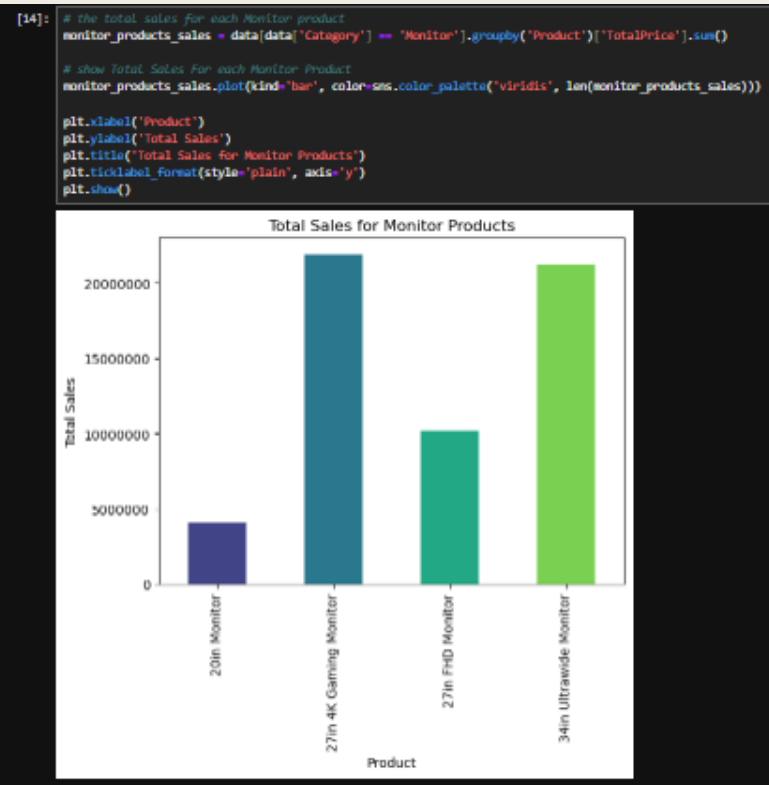 [14]: # the total sales for each Monitor product
monitor_products_sales = data[data['Category'] == 'Monitor'].groupby('Product')['TotalPrice'].sum()
# show Total Sales For each Monitor Product
monitor_products_sales.plot(kind='bar', color=sns.color_palette("viridis", len(monitor_products_sales)))
plt.xlabel('Product')
plt.ylabel('Total Sales')
plt.title('Total Sales for Monitor Products')
plt.ticklabel_format(style='plain', axis='y')
plt.show()
Total Sales for Monitor Products
20000000
15000000
10000000
5000000
0
Total Sales
20in Monitor
27in 4K Gaming Monitor
27in FHD Monitor
34in Ultrawide Monitor
Product